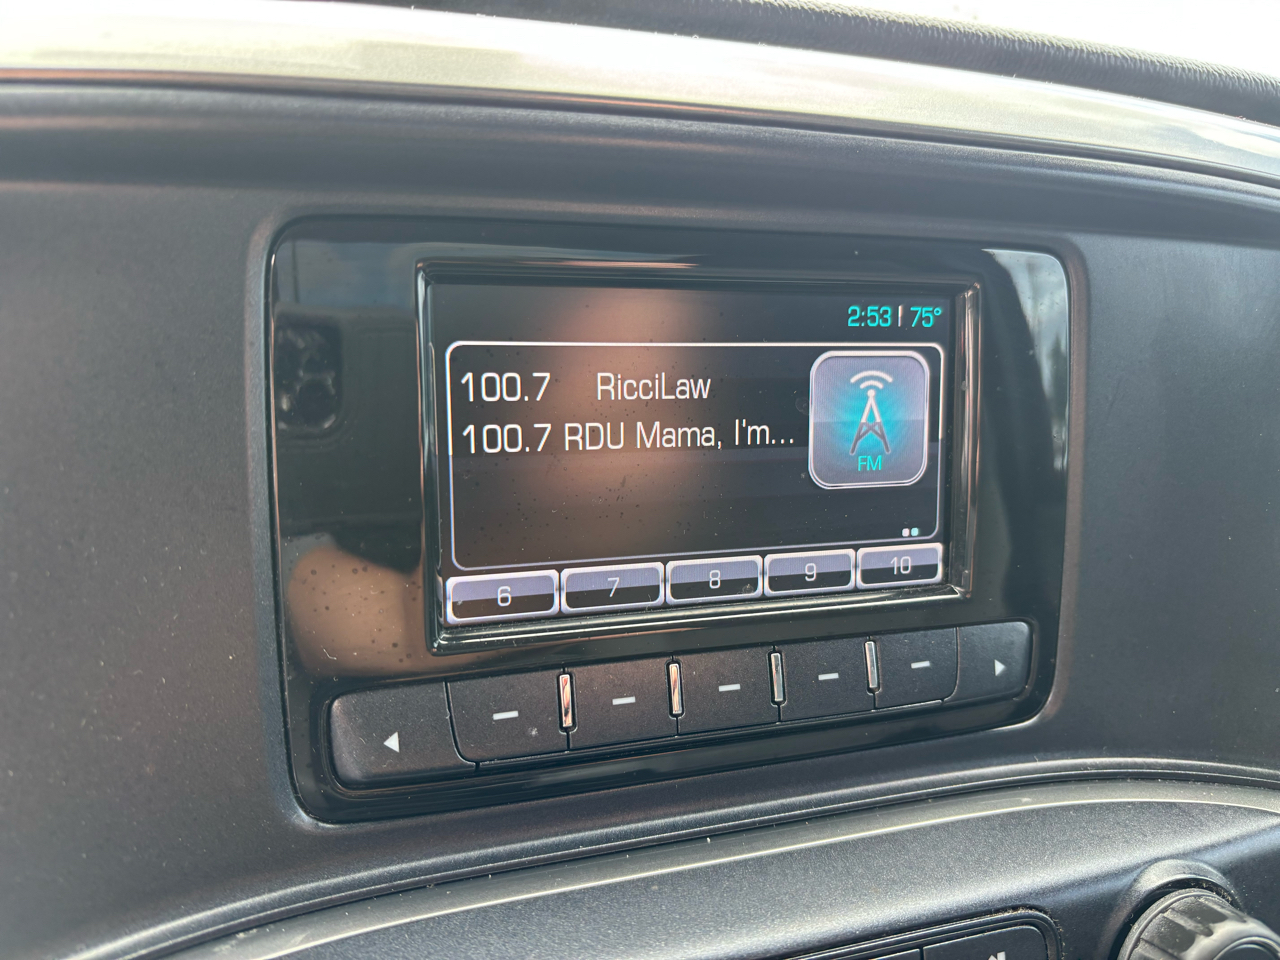 2:53 | 75°
100.7 RicciLaw
100.7 RDU Mama, I'm...
FM
6 7 8 9 10